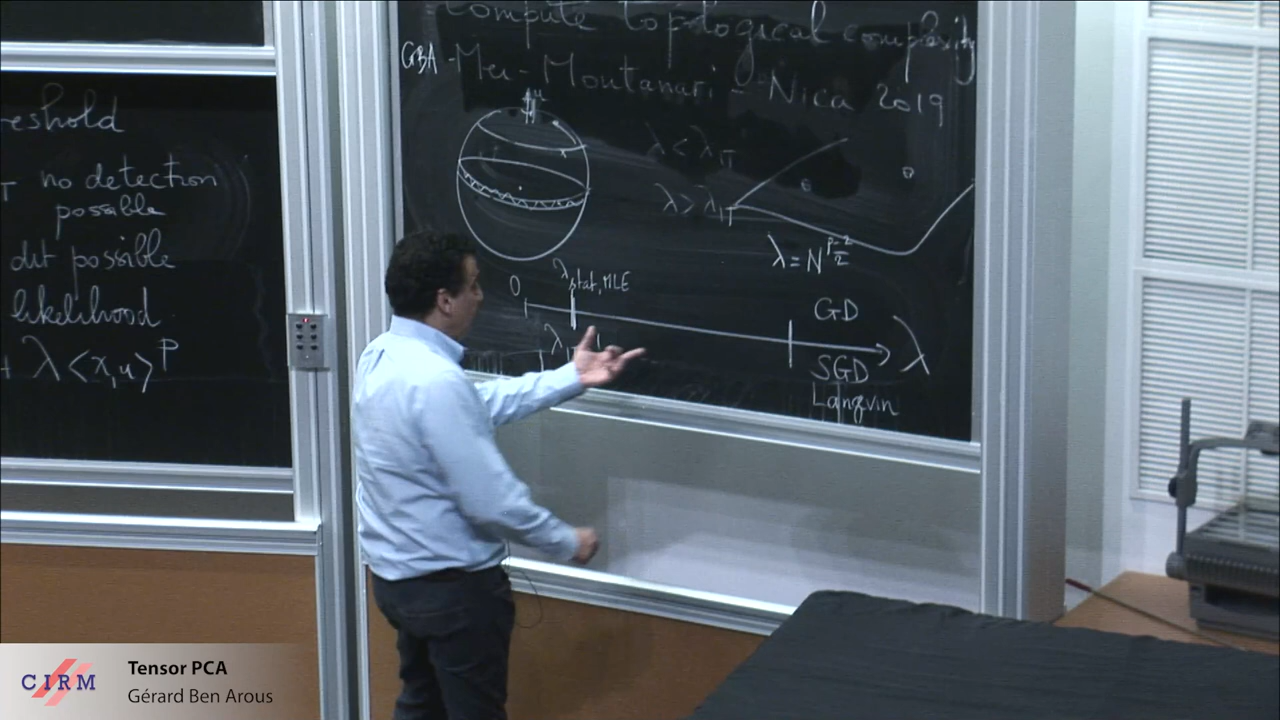 reshold
T no detection
possible
det possible
likelihood
+ λ <x,u>^p
compute topological complexity
GBA - Mei - Montanari - Nica 2019
u
λ < λ_IT
λ > λ_IT
λ = N^{\frac{p-2}{2}}
0 λ_stat, MLE
λ
GD
SGD
Langevin
λ
CIRM
Tensor PCA
Gérard Ben Arous